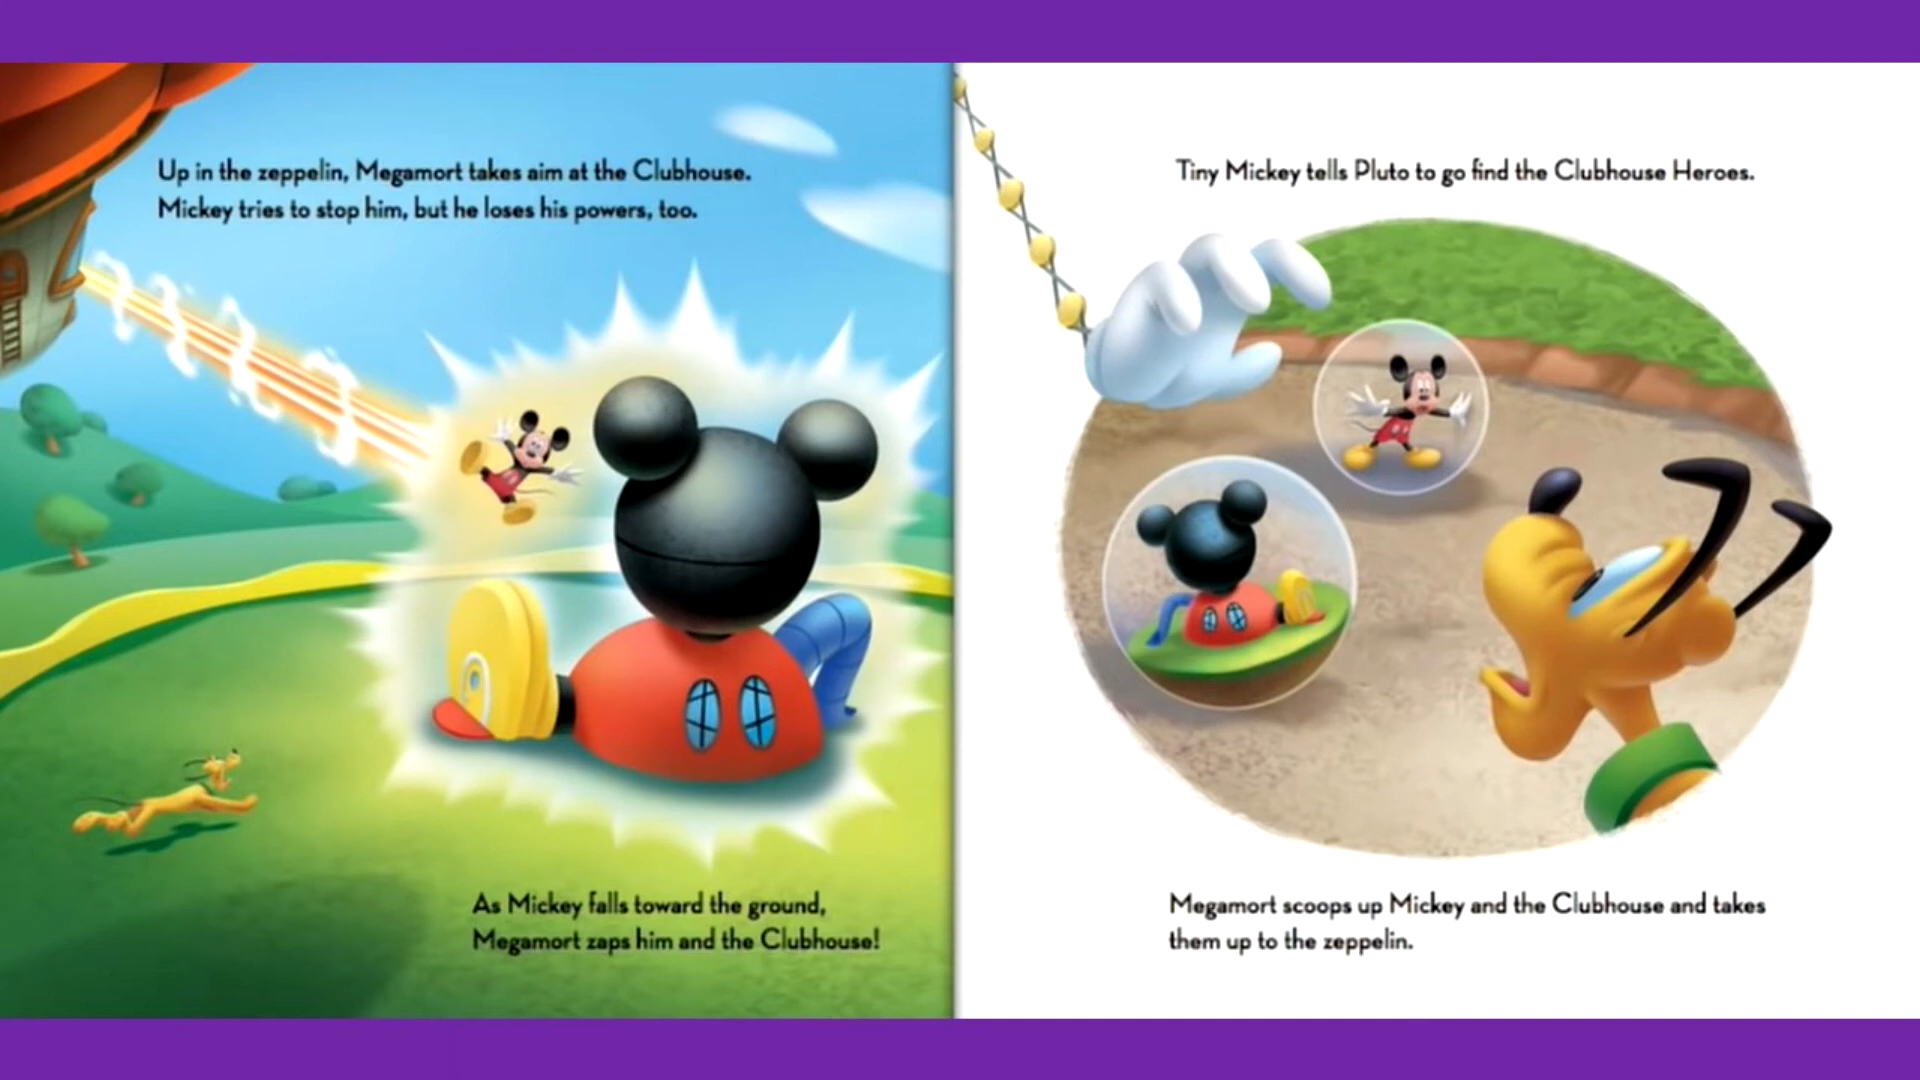 Up in the zeppelin, Megamort takes aim at the Clubhouse.
Mickey tries to stop him, but he loses his powers, too.
As Mickey falls toward the ground,
Megamort zaps him and the Clubhouse!
Tiny Mickey tells Pluto to go find the Clubhouse Heroes.
Megamort scoops up Mickey and the Clubhouse and takes
them up to the zeppelin.